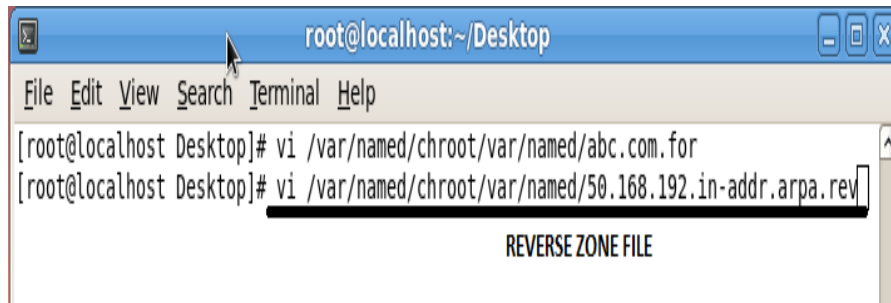 root@localhost:~/Desktop
File Edit View Search Terminal Help
[root@localhost Desktop]# vi /var/named/chroot/var/named/abc.com.for
[root@localhost Desktop]# vi /var/named/chroot/var/named/50.168.192.in-addr.arpa.rev
REVERSE ZONE FILE